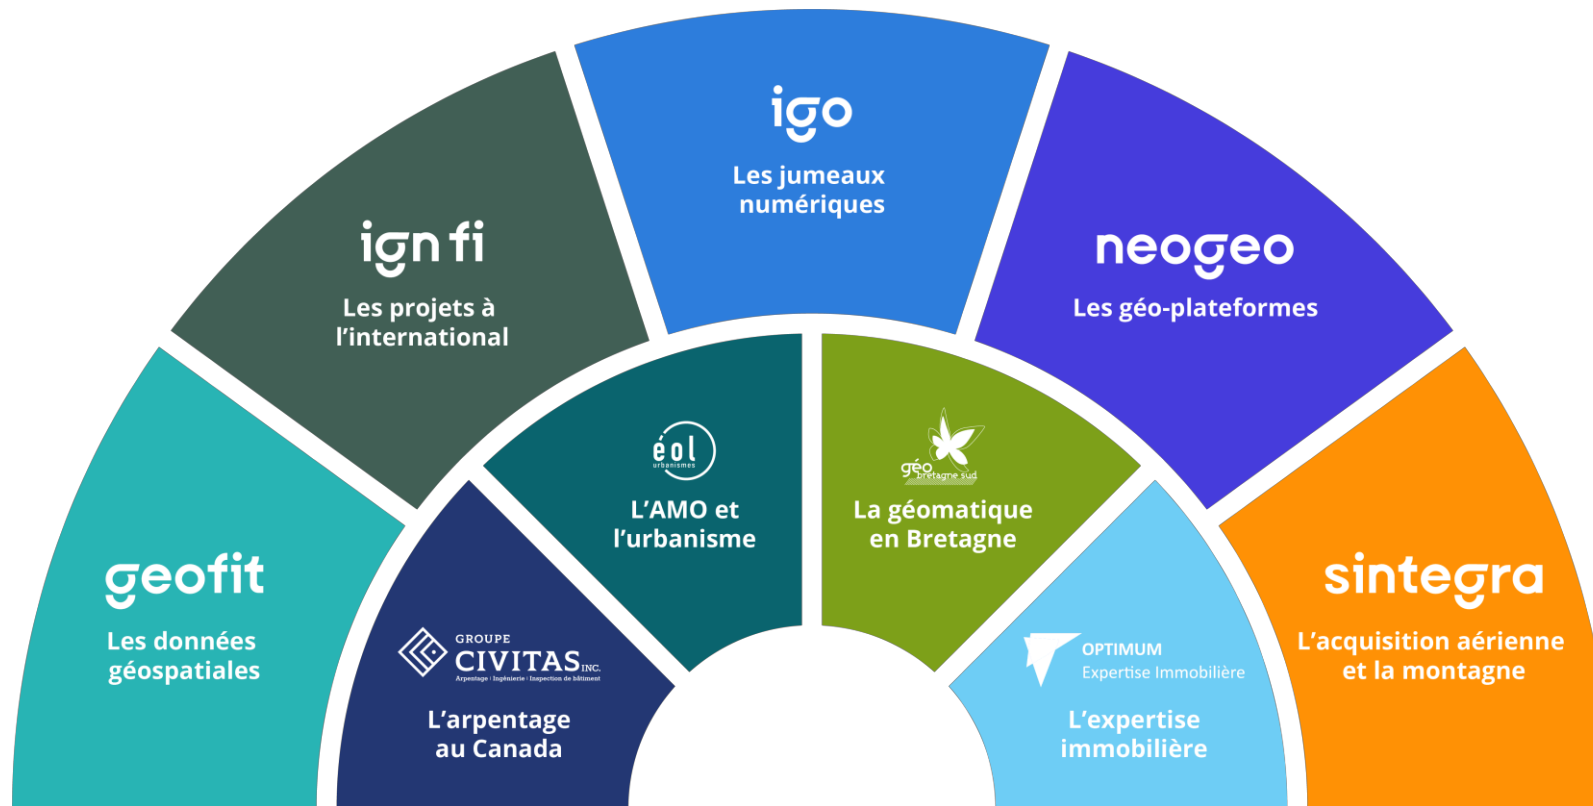 igo
Les jumeaux
numériques
ign fi
Les projets à
l'international
neogeo
Les géo-plateformes
geofit
Les données
géospatiales
sintegra
L'acquisition aérienne
et la montagne
éol
urbanismes
L'AMO et
l'urbanisme
géo
bretagne sud
La géomatique
en Bretagne
GROUPE
CIVITAS INC.
Arpentage | Ingénierie | Inspection de bâtiment
L'arpentage
au Canada
OPTIMUM
Expertise Immobilière
L'expertise
immobilière